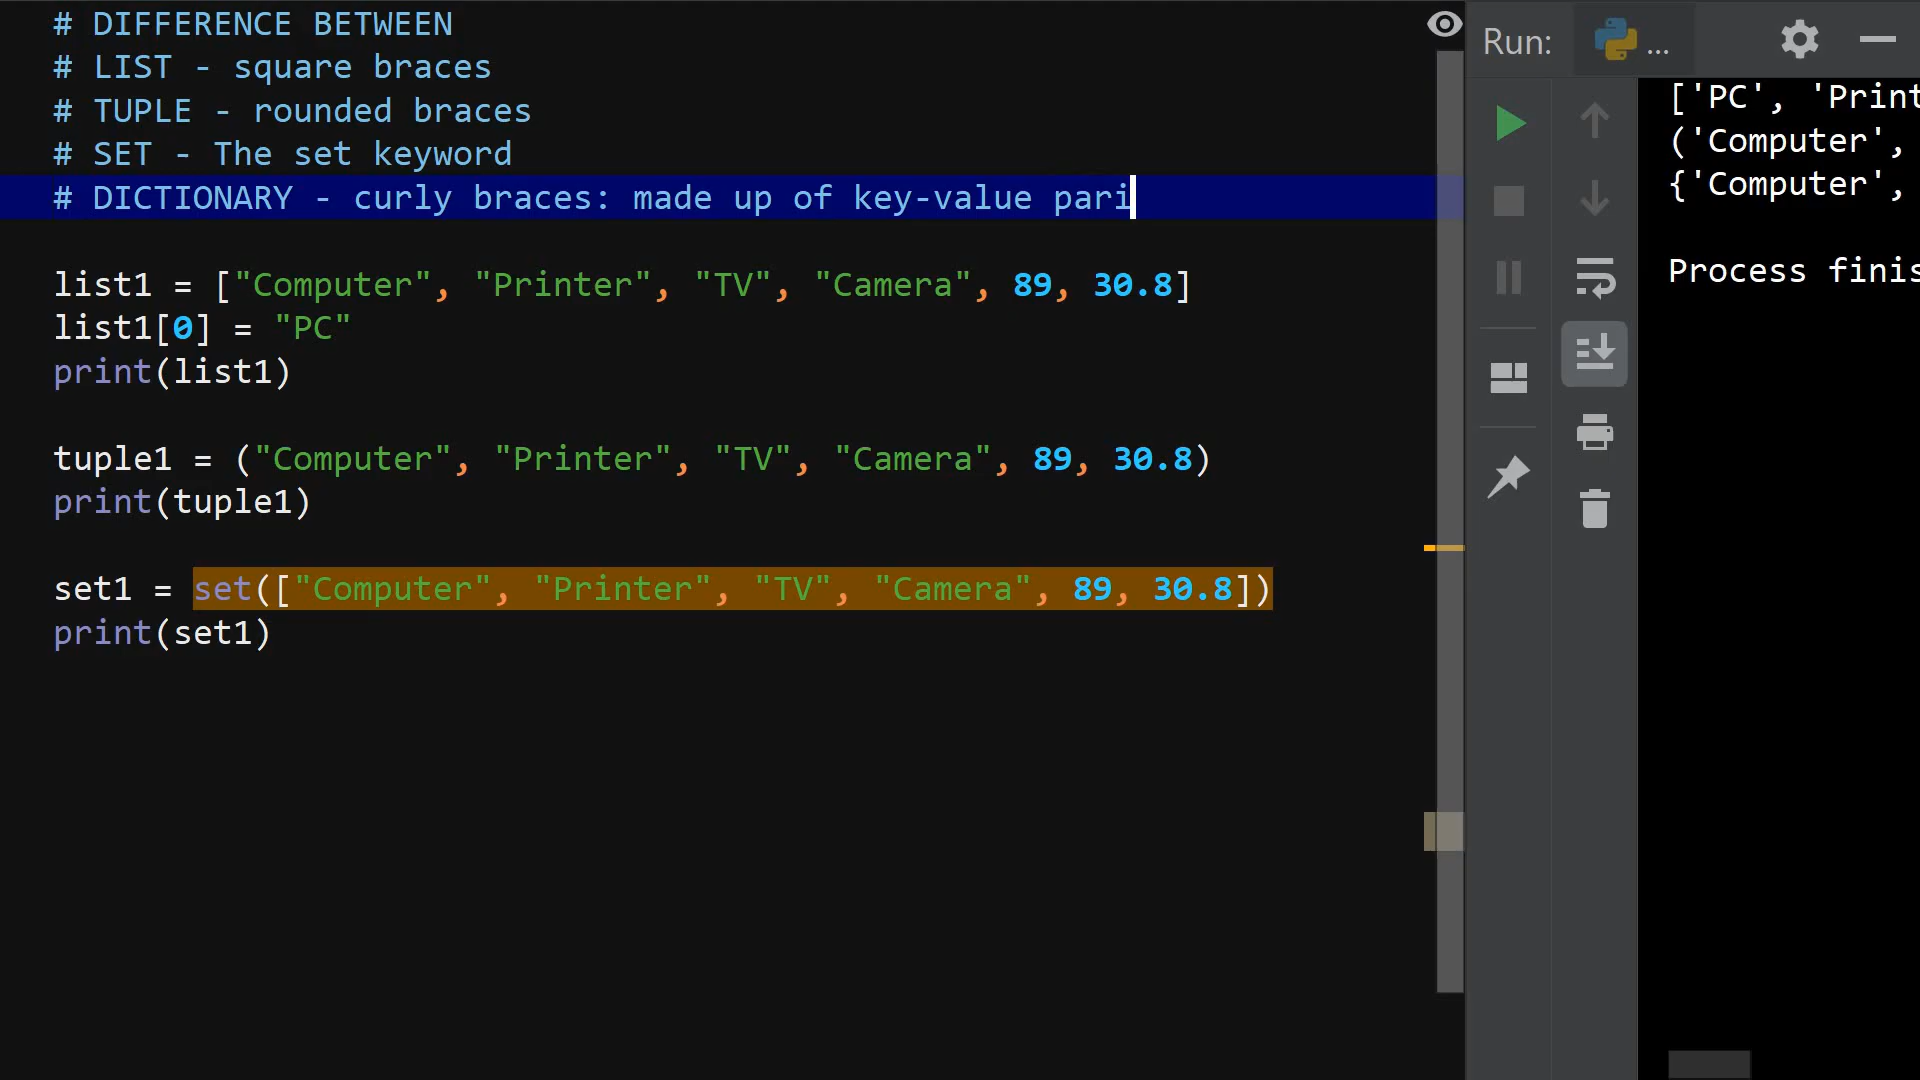 # DIFFERENCE BETWEEN
# LIST - square braces
# TUPLE - rounded braces
# SET - The set keyword
# DICTIONARY - curly braces: made up of key-value pari
list1 = ["Computer", "Printer", "TV", "Camera", 89, 30.8]
list1[0] = "PC"
print(list1)
tuple1 = ("Computer", "Printer", "TV", "Camera", 89, 30.8)
print(tuple1)
set1 = set(["Computer", "Printer", "TV", "Camera", 89, 30.8])
print(set1)
Run: ...
['PC', 'Print
('Computer',
{'Computer',
Process finis